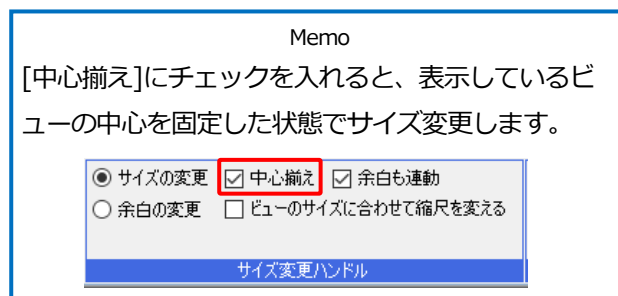 Memo
[中心揃え]にチェックを入れると、表示しているビ
ューの中心を固定した状態でサイズ変更します。
サイズの変更 中心揃え 余白も連動
余白の変更 ビューのサイズに合わせて縮尺を変える
サイズ変更ハンドル